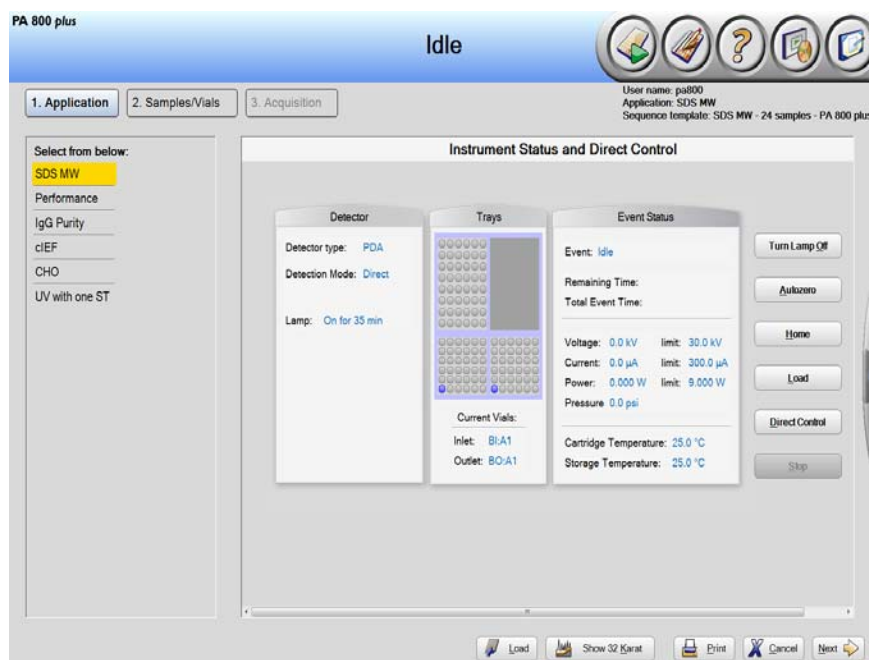 PA 800 plus
Idle
User name: pa800
Application: SDS MW
Sequence template: SDS MW - 24 samples - PA 800 plus
1. Application
2. Samples/Vials
3. Acquisition
Select from below:
SDS MW
Performance
IgG Purity
cIEF
CHO
UV with one ST
Instrument Status and Direct Control
Detector
Detector type: PDA
Detection Mode: Direct
Lamp: On for 35 min
Trays
Current Vials:
Inlet: BI:A1
Outlet: BO:A1
Event Status
Event: Idle
Remaining Time:
Total Event Time:
Voltage: 0.0 kV limit: 30.0 kV
Current: 0.0 µA limit: 300.0 µA
Power: 0.000 W limit: 9.000 W
Pressure 0.0 psi
Cartridge Temperature: 25.0 °C
Storage Temperature: 25.0 °C
Turn Lamp Off
Autozero
Home
Load
Direct Control
Stop
Load
Show 32 Karat
Print
Cancel
Next